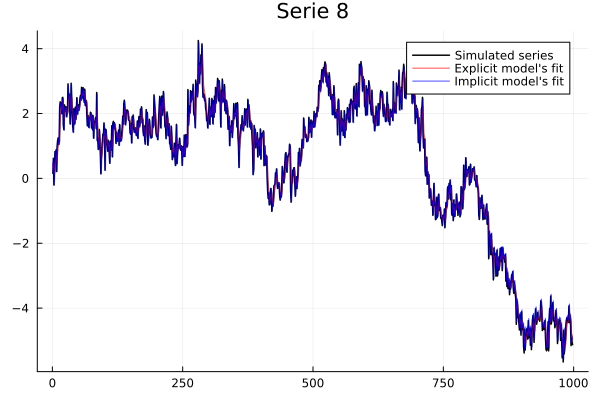 Serie 8
Simulated series
Explicit model's fit
Implicit model's fit
4
2
0
−2
−4
0 250 500 750 1000